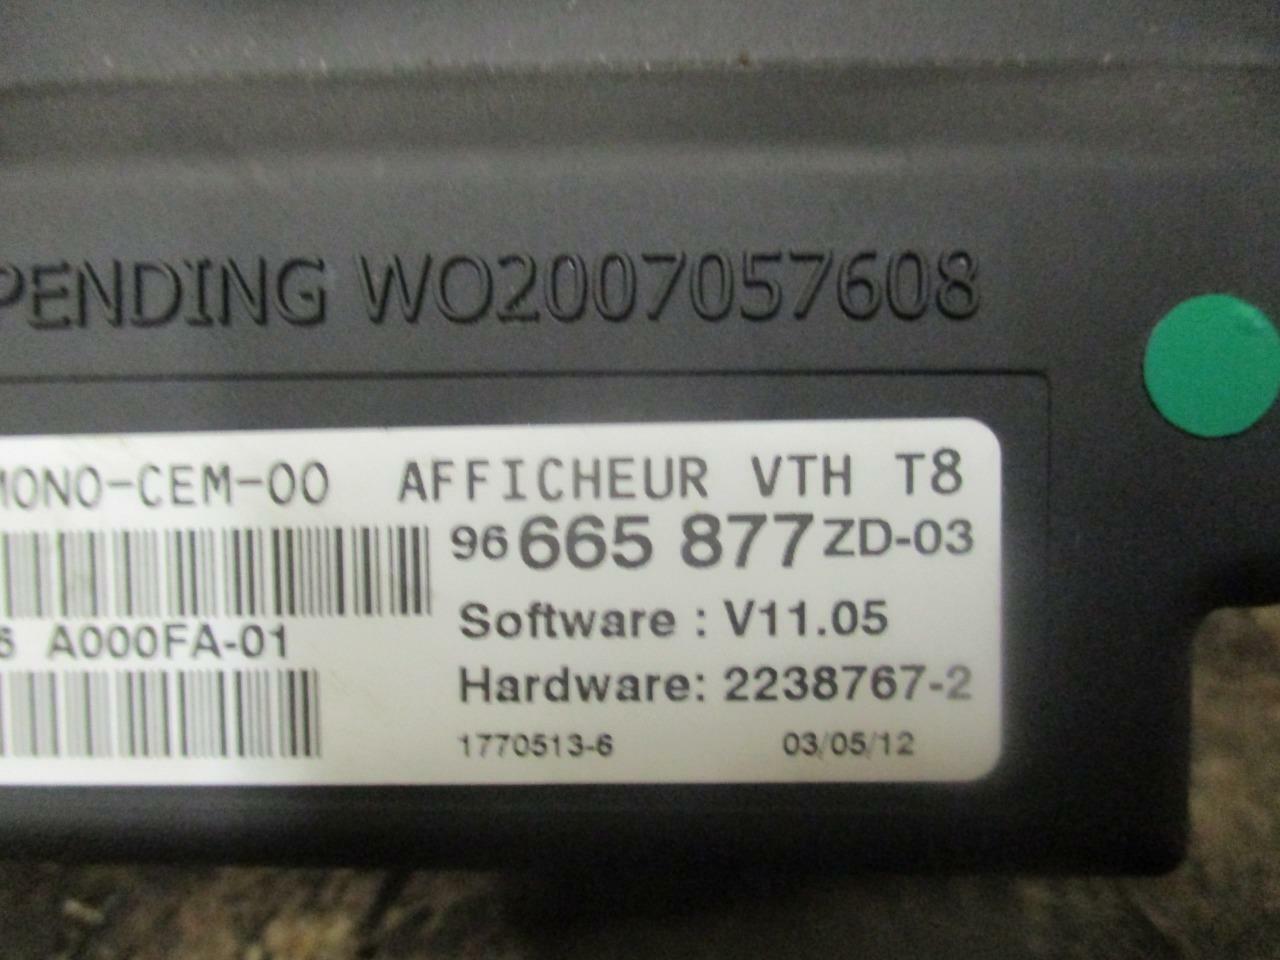 PENDING WO2007057608
MONO-CEM-00 AFFICHEUR VTH T8
96 665 877 ZD-03
Software : V11.05
6 A000FA-01
Hardware: 2238767-2
1770513-6 03/05/12